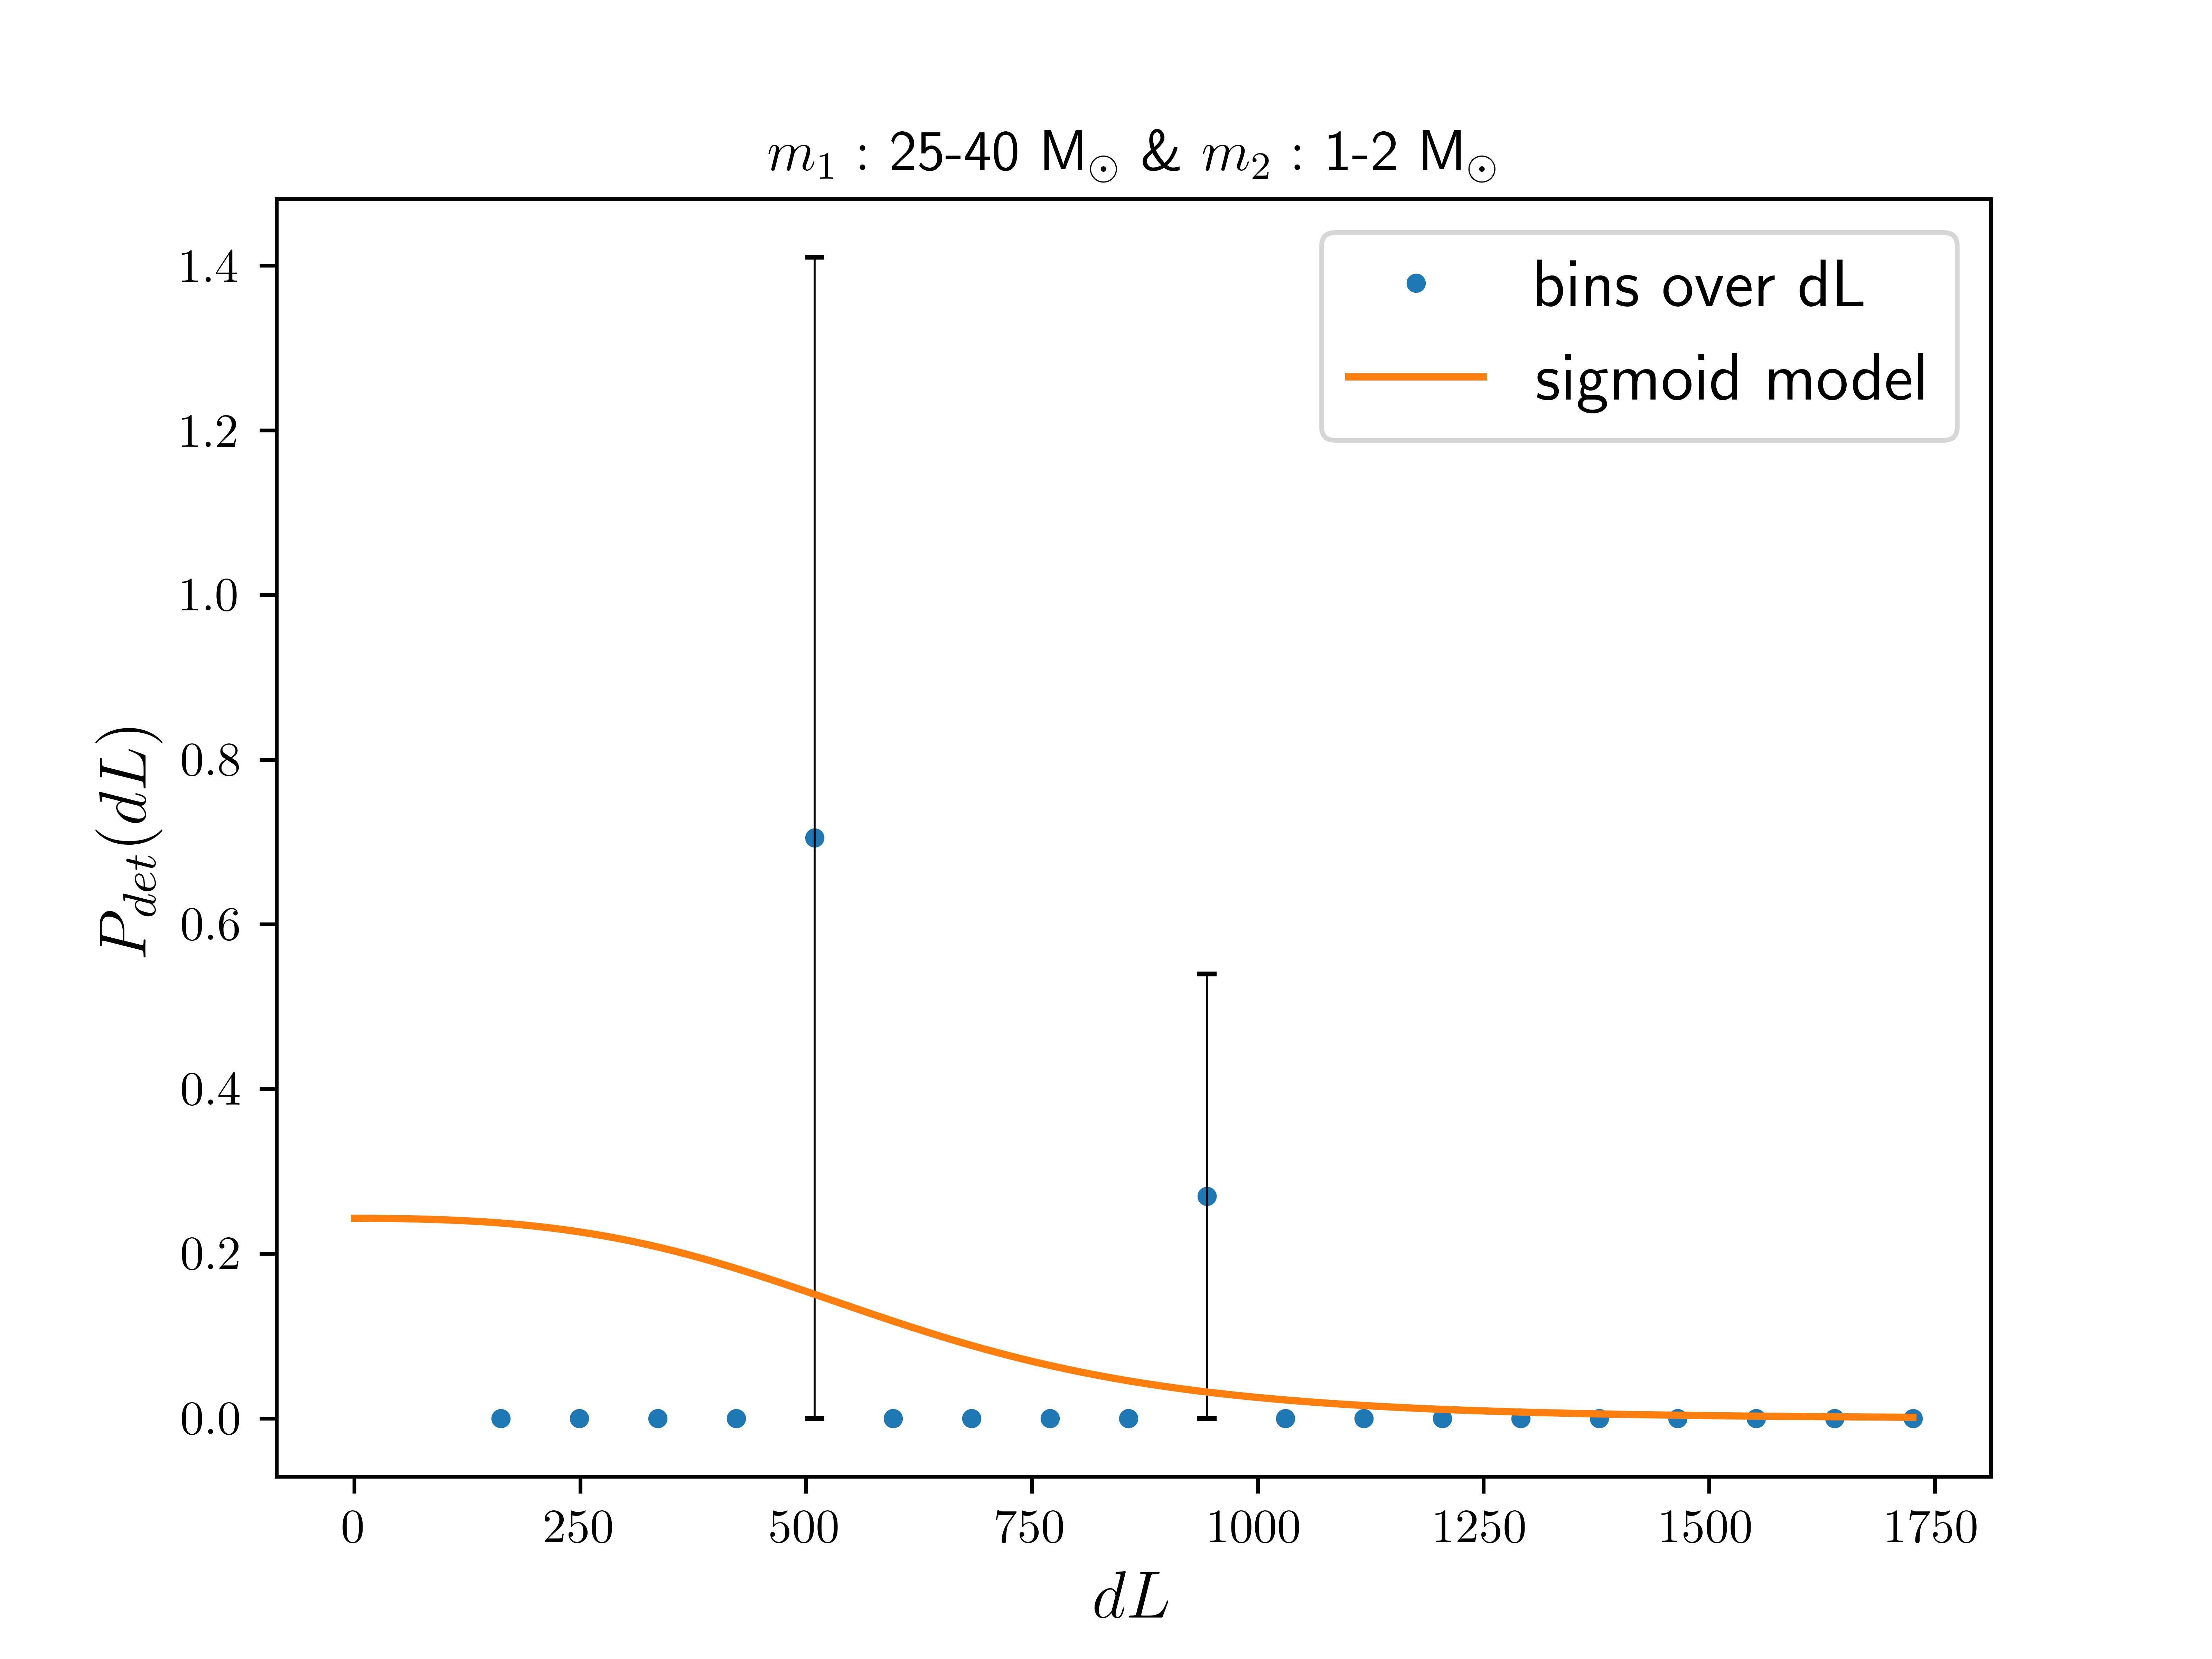 m₁ : 25-40 M☉ & m₂ : 1-2 M☉
bins over dL
sigmoid model
1.4
1.2
1.0
0.8
0.6
0.4
0.2
0.0
P_det(dL)
0 250 500 750 1000 1250 1500 1750
dL